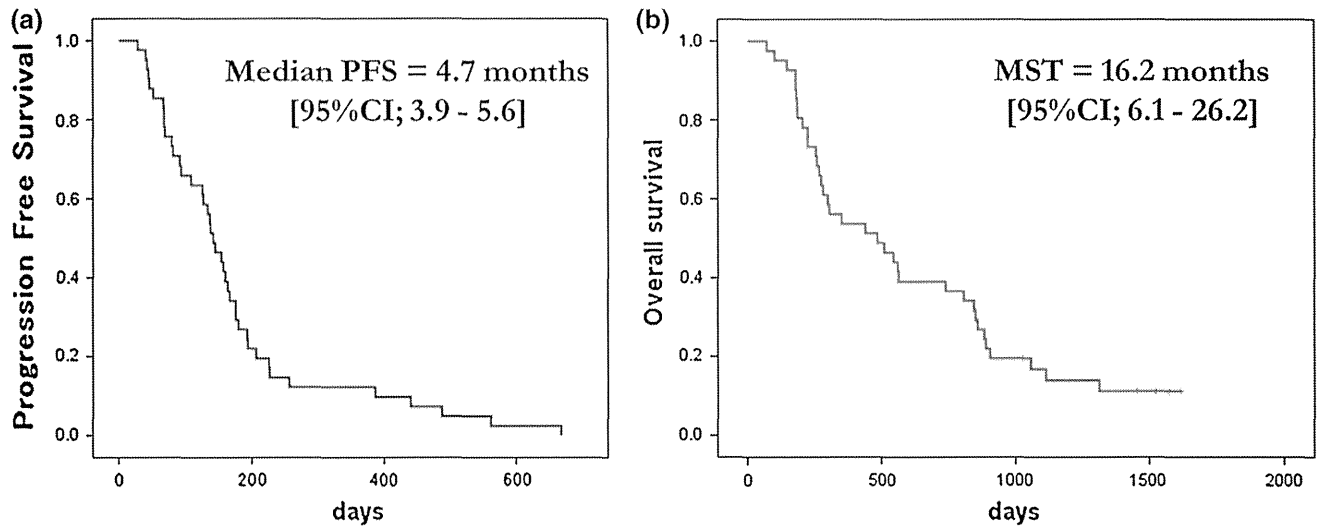 (a)
Progression Free Survival
1.0
0.8
0.6
0.4
0.2
0.0
Median PFS = 4.7 months
[95%CI; 3.9 - 5.6]
0 200 400 600
days
(b)
Overall survival
1.0
0.8
0.6
0.4
0.2
0.0
MST = 16.2 months
[95%CI; 6.1 - 26.2]
0 500 1000 1500 2000
days